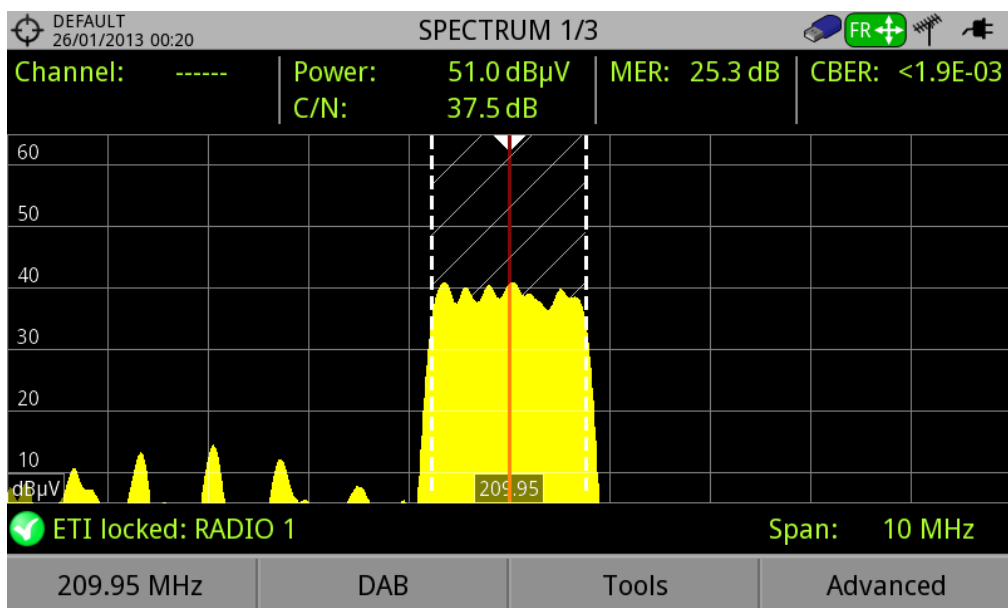 DEFAULT
26/01/2013 00:20
SPECTRUM 1/3
FR
Channel: ------
Power: 51.0 dBµV
MER: 25.3 dB
CBER: <1.9E-03
C/N: 37.5 dB
60
50
40
30
20
10
dBµV
209.95
ETI locked: RADIO 1
Span: 10 MHz
209.95 MHz
DAB
Tools
Advanced